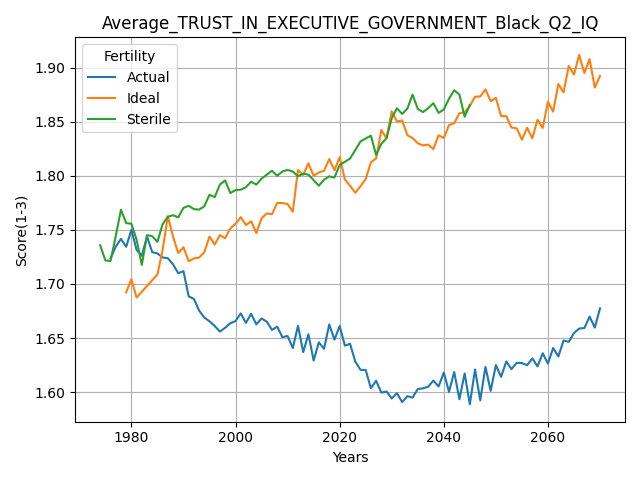 Average_TRUST_IN_EXECUTIVE_GOVERNMENT_Black_Q2_IQ
Fertility
Actual
Ideal
Sterile
Score(1-3)
1.90
1.85
1.80
1.75
1.70
1.65
1.60
1980
2000
2020
2040
2060
Years